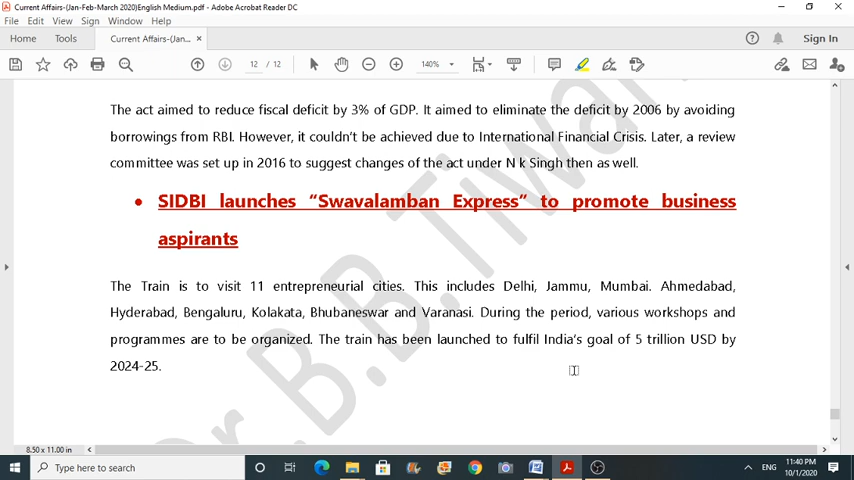 Current Affairs-(Jan-Feb-March 2020)English Medium.pdf - Adobe Acrobat Reader DC
File Edit View Sign Window Help
Home Tools Current Affairs-(Jan-... × Sign In
12 / 12 140%
The act aimed to reduce fiscal deficit by 3% of GDP. It aimed to eliminate the deficit by 2006 by avoiding
borrowings from RBI. However, it couldn't be achieved due to International Financial Crisis. Later, a review
committee was set up in 2016 to suggest changes of the act under N k Singh then as well.
• SIDBI launches “Swavalamban Express” to promote business
aspirants
The Train is to visit 11 entrepreneurial cities. This includes Delhi, Jammu, Mumbai. Ahmedabad,
Hyderabad, Bengaluru, Kolakata, Bhubaneswar and Varanasi. During the period, various workshops and
programmes are to be organized. The train has been launched to fulfil India's goal of 5 trillion USD by
2024-25.
Dr. B.B. Tiwa
8.50 x 11.00 in
Type here to search
ENG
11:40 PM
10/1/2020